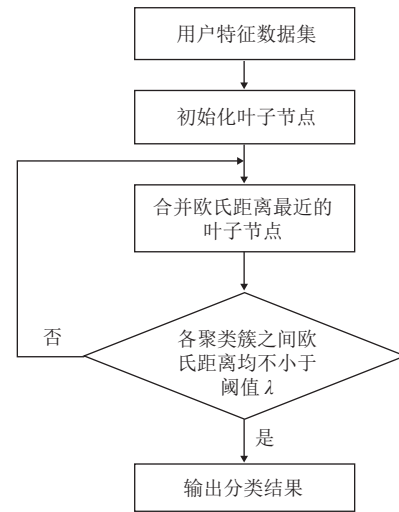 用户特征数据集
初始化叶子节点
合并欧氏距离最近的
叶子节点
否
各聚类簇之间欧
氏距离均不小于
阈值λ
是
输出分类结果